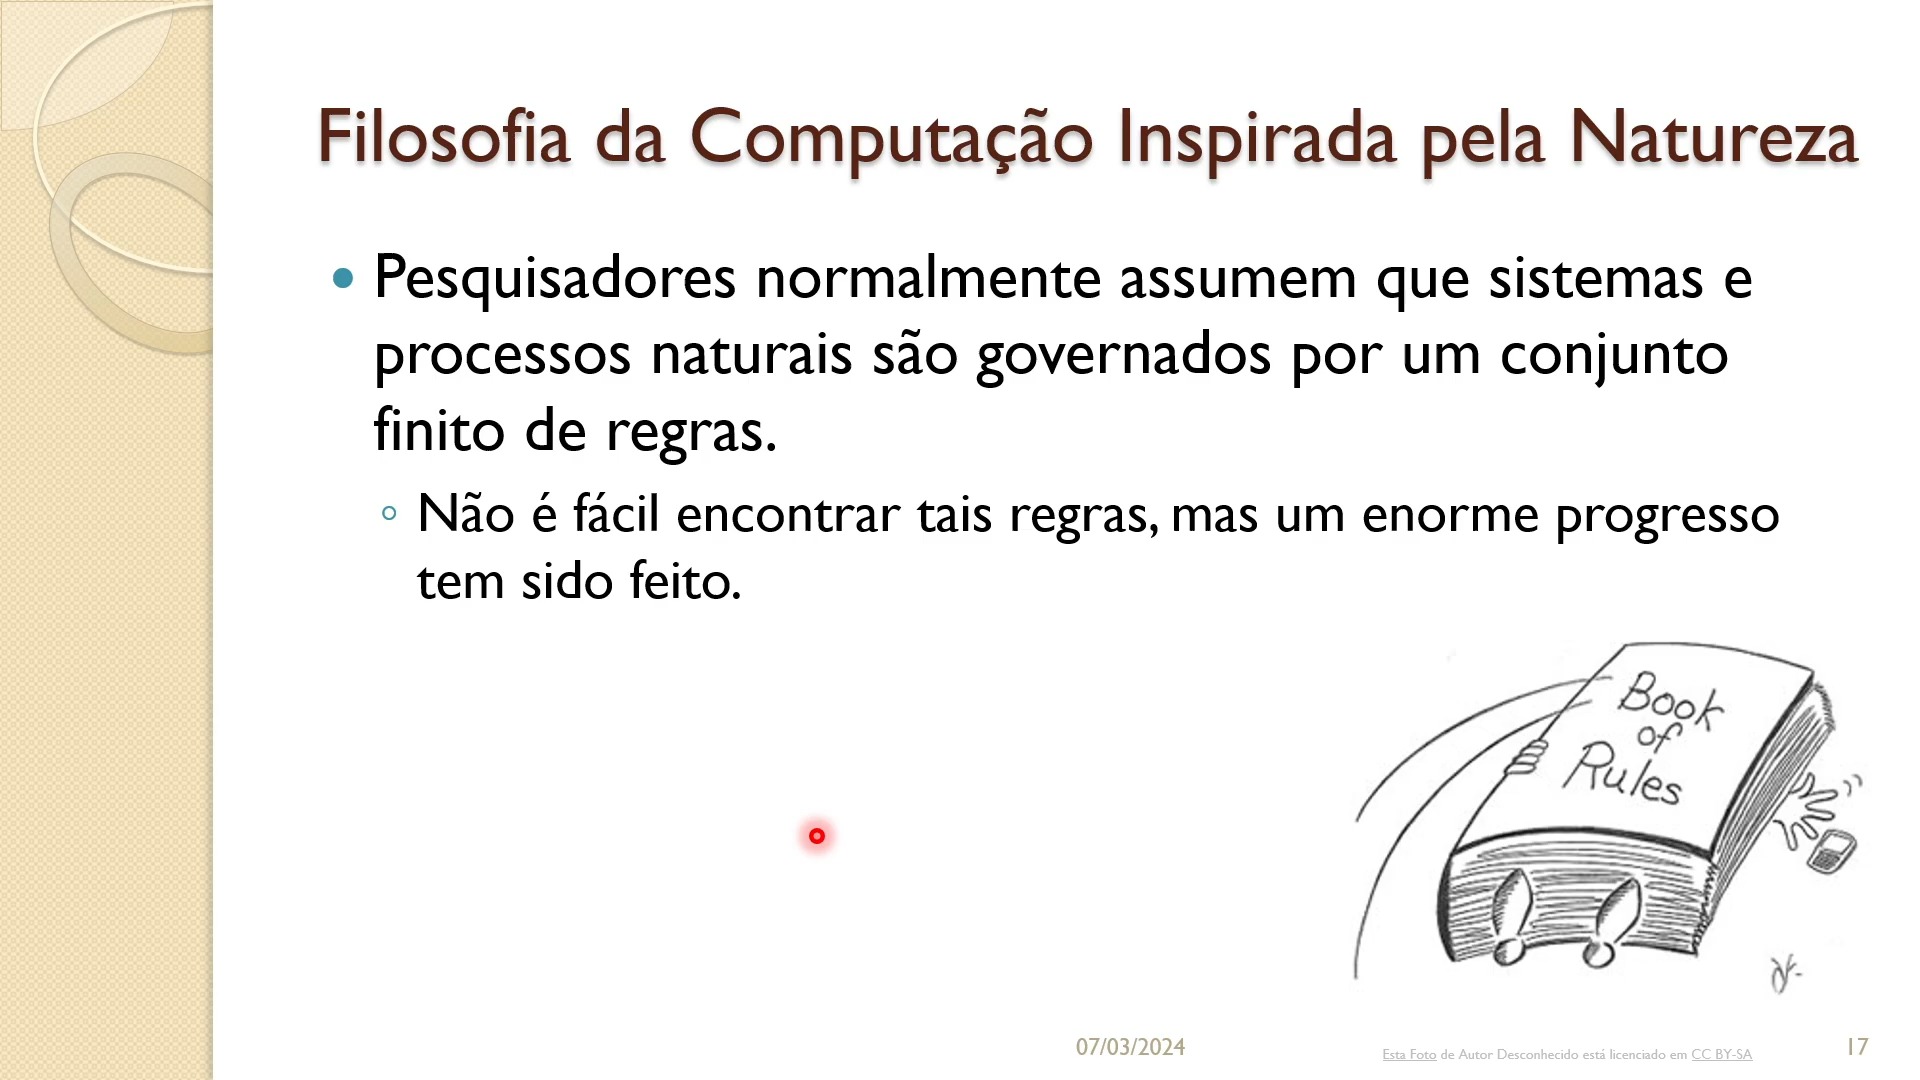 Filosofia da Computação Inspirada pela Natureza
Pesquisadores normalmente assumem que sistemas e
processos naturais são governados por um conjunto
finito de regras.
Não é fácil encontrar tais regras, mas um enorme progresso
tem sido feito.
Book
of
Rules
07/03/2024
Esta Foto de Autor Desconhecido está licenciado em CC BY-SA
17